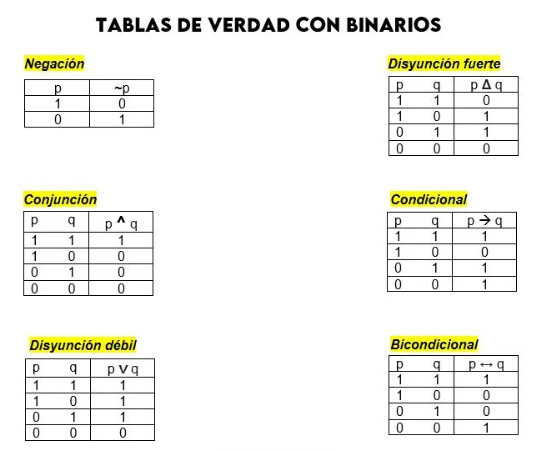 TABLAS DE VERDAD CON BINARIOS
Negación
p ~p
1 0
0 1
Disyunción fuerte
p q p Δ q
1 1 0
1 0 1
0 1 1
0 0 0
Conjunción
p q p ^ q
1 1 1
1 0 0
0 1 0
0 0 0
Condicional
p q p → q
1 1 1
1 0 0
0 1 1
0 0 1
Disyunción débil
p q p V q
1 1 1
1 0 1
0 1 1
0 0 0
Bicondicional
p q p ↔ q
1 1 1
1 0 0
0 1 0
0 0 1